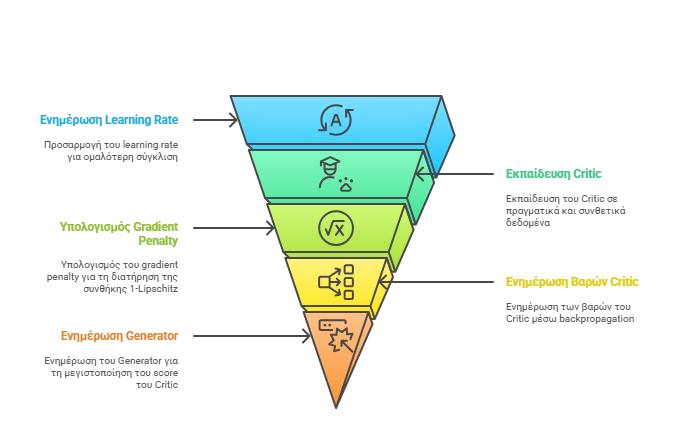 Ενημέρωση Learning Rate
Προσαρμογή του learning rate
για ομαλότερη σύγκλιση
A
Εκπαίδευση Critic
Εκπαίδευση του Critic σε
πραγματικά και συνθετικά
δεδομένα
Υπολογισμός Gradient
Penalty
Υπολογισμός του gradient
penalty για τη διατήρηση της
συνθήκης 1-Lipschitz
√x
Ενημέρωση Βαρών Critic
Ενημέρωση των βαρών του
Critic μέσω backpropagation
Ενημέρωση Generator
Ενημέρωση του Generator για
τη μεγιστοποίηση του score
του Critic